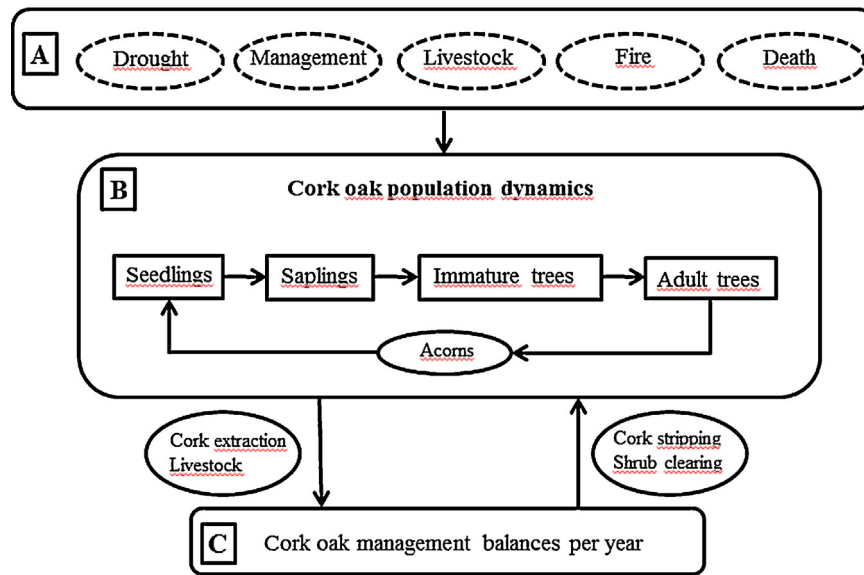 A
Drought
Management
Livestock
Fire
Death
B
Cork oak population dynamics
Seedlings
Saplings
Immature trees
Adult trees
Acorns
Cork extraction
Livestock
Cork stripping
Shrub clearing
C
Cork oak management balances per year